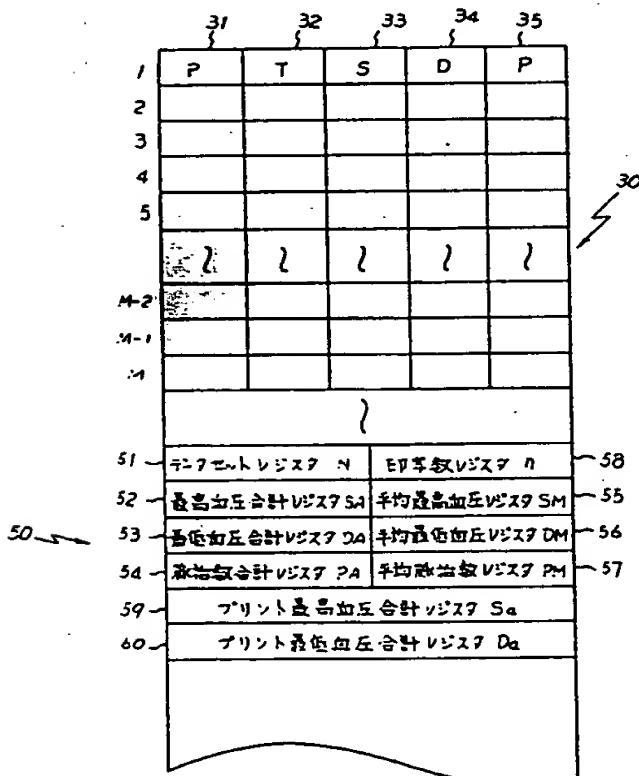 31 32 33 34 35
1 P T S D P
2
3
4
5
30
M-2
M-1
M
51 テンフセットレジスタ N 印字数レジスタ n 58
52 最高血圧合計レジスタ SA 平均最高血圧レジスタ SM 55
50
53 最低血圧合計レジスタ DA 平均最低血圧レジスタ DM 56
54 脈泊数合計レジスタ PA 平均脈泊数レジスタ PM 57
59 プリント最高血圧合計レジスタ Sa
60 プリント最低血圧合計レジスタ Da